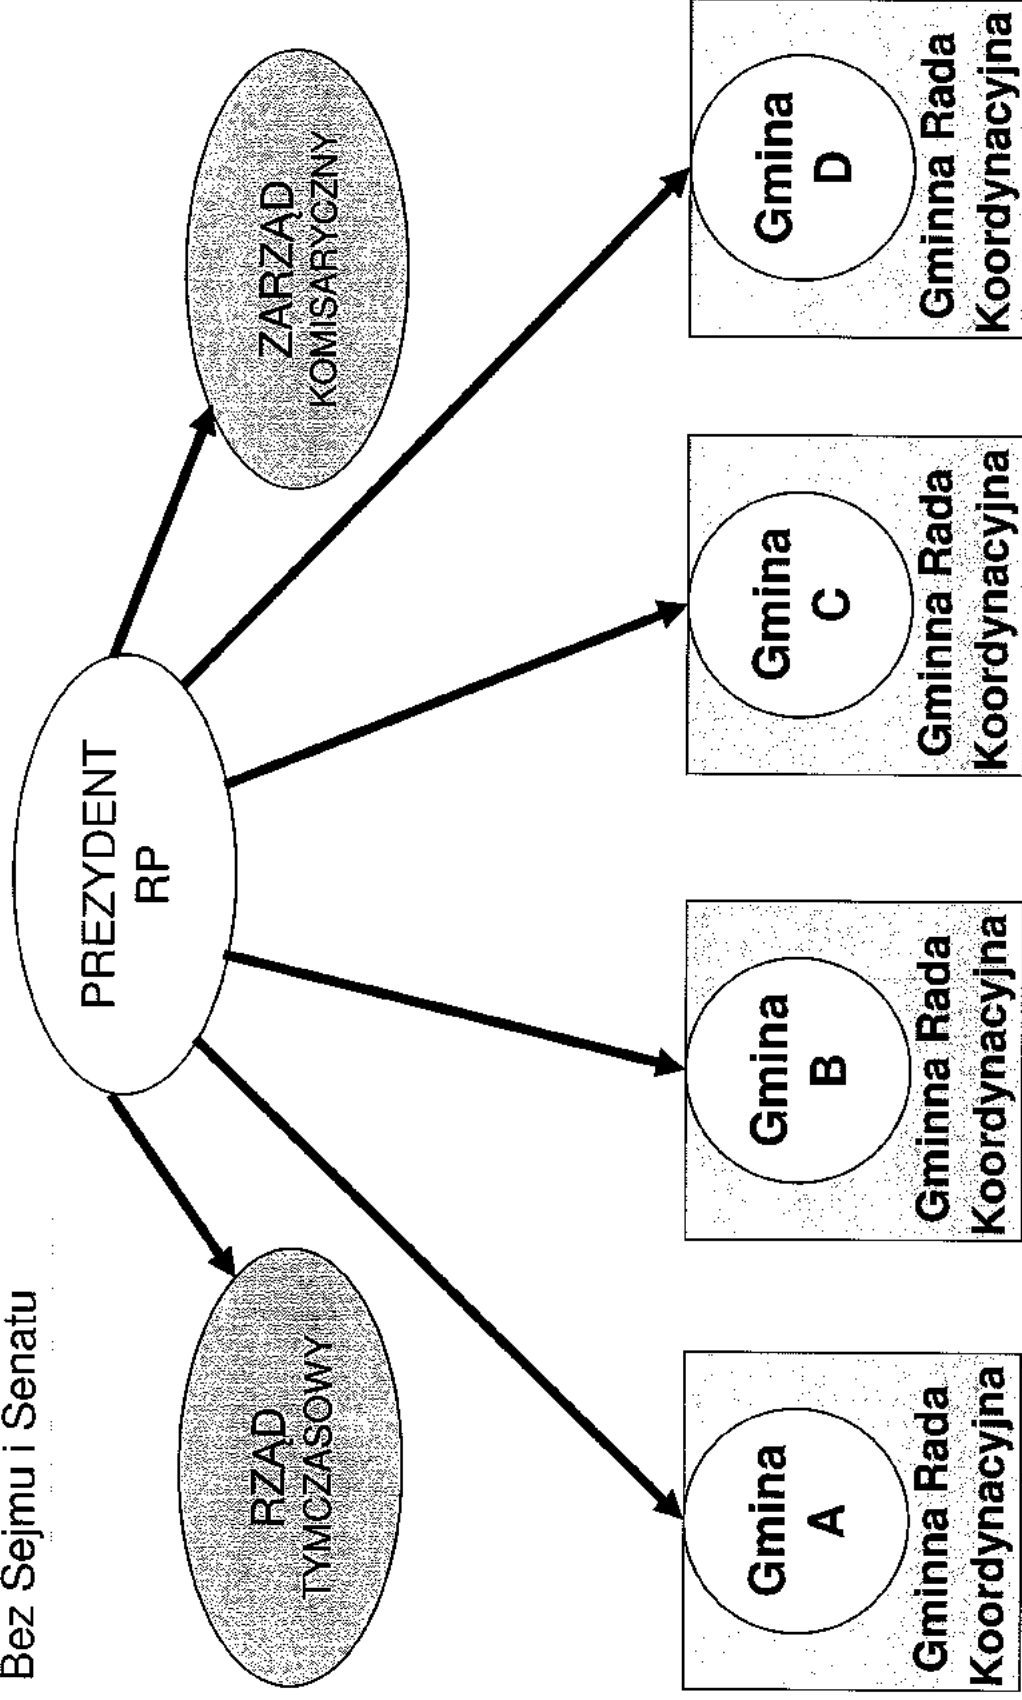 Bez Sejmu i Senatu
PREZYDENT
RP
RZĄD
TYMCZASOWY
ZARZĄD
KOMISARYCZNY
Gmina
A
Gminna Rada
Koordynacyjna
Gmina
B
Gminna Rada
Koordynacyjna
Gmina
C
Gminna Rada
Koordynacyjna
Gmina
D
Gminna Rada
Koordynacyjna